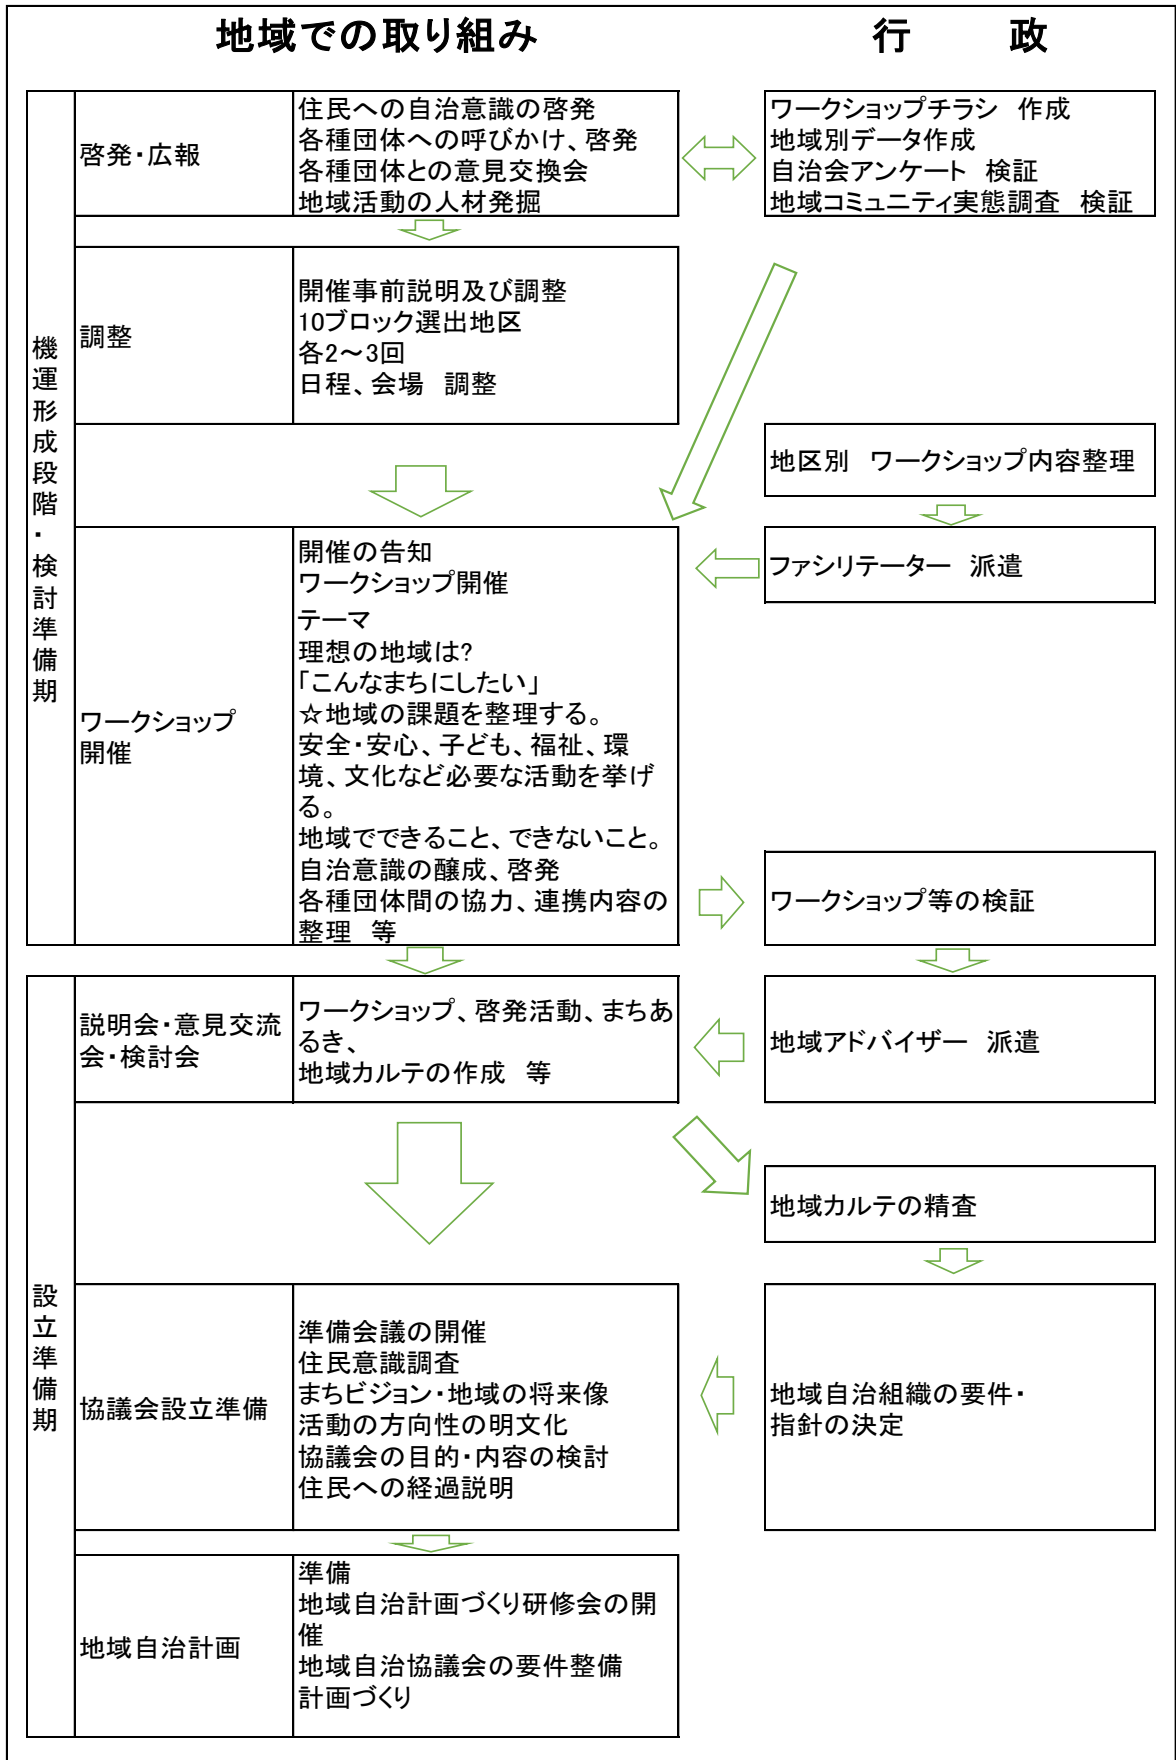 地域での取り組み
行　　政
機運形成段階・検討準備期
啓発・広報
住民への自治意識の啓発
各種団体への呼びかけ、啓発
各種団体との意見交換会
地域活動の人材発掘
ワークショップチラシ　作成
地域別データ作成
自治会アンケート　検証
地域コミュニティ実態調査　検証
調整
開催事前説明及び調整
10ブロック選出地区
各2～3回
日程、会場　調整
地区別　ワークショップ内容整理
ワークショップ
開催
開催の告知
ワークショップ開催
テーマ
理想の地域は?
「こんなまちにしたい」
☆地域の課題を整理する。
安全・安心、子ども、福祉、環
境、文化など必要な活動を挙げ
る。
地域でできること、できないこと。
自治意識の醸成、啓発
各種団体間の協力、連携内容の
整理　等
ファシリテーター　派遣
ワークショップ等の検証
設立準備期
説明会・意見交流
会・検討会
ワークショップ、啓発活動、まちあ
るき、
地域カルテの作成　等
地域アドバイザー　派遣
地域カルテの精査
協議会設立準備
準備会議の開催
住民意識調査
まちビジョン・地域の将来像
活動の方向性の明文化
協議会の目的・内容の検討
住民への経過説明
地域自治組織の要件・
指針の決定
地域自治計画
準備
地域自治計画づくり研修会の開
催
地域自治協議会の要件整備
計画づくり